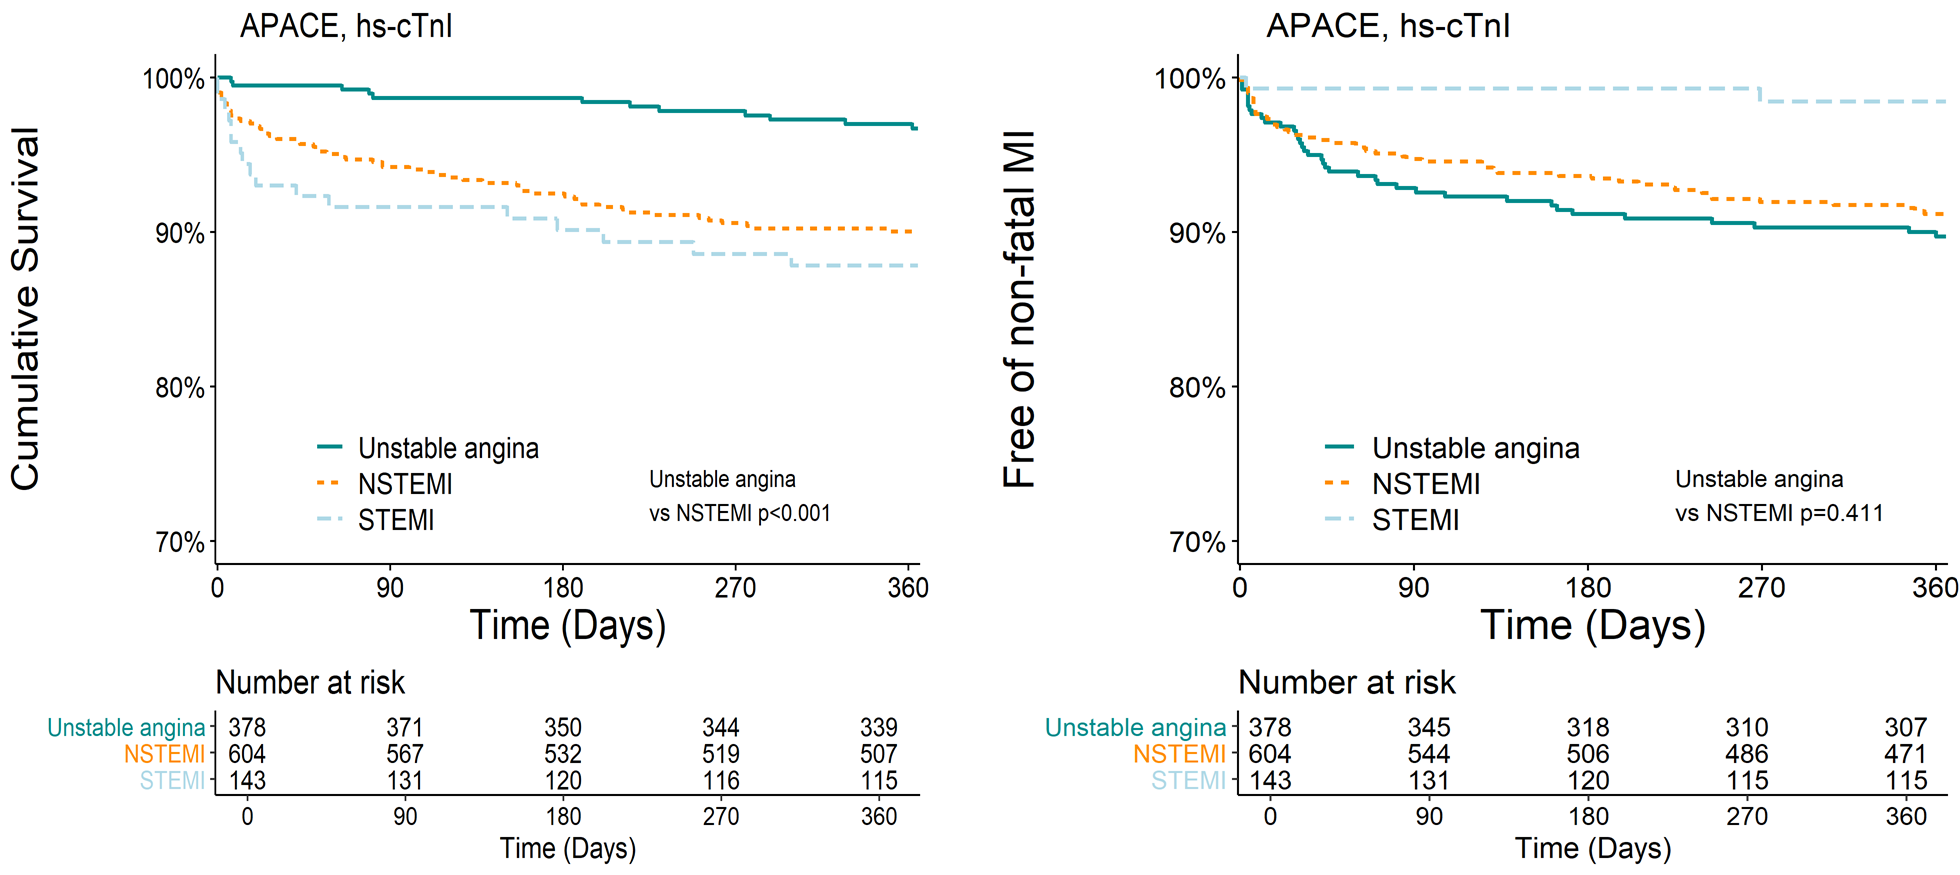 APACE, hs-cTnI
Cumulative Survival
100%
90%
80%
70%
Unstable angina
NSTEMI
STEMI
Unstable angina
vs NSTEMI p<0.001
0 90 180 270 360
Time (Days)
Number at risk
Unstable angina 378 371 350 344 339
NSTEMI 604 567 532 519 507
STEMI 143 131 120 116 115
0 90 180 270 360
Time (Days)
APACE, hs-cTnI
Free of non-fatal MI
100%
90%
80%
70%
Unstable angina
NSTEMI
STEMI
Unstable angina
vs NSTEMI p=0.411
0 90 180 270 360
Time (Days)
Number at risk
Unstable angina 378 345 318 310 307
NSTEMI 604 544 506 486 471
STEMI 143 131 120 115 115
0 90 180 270 360
Time (Days)